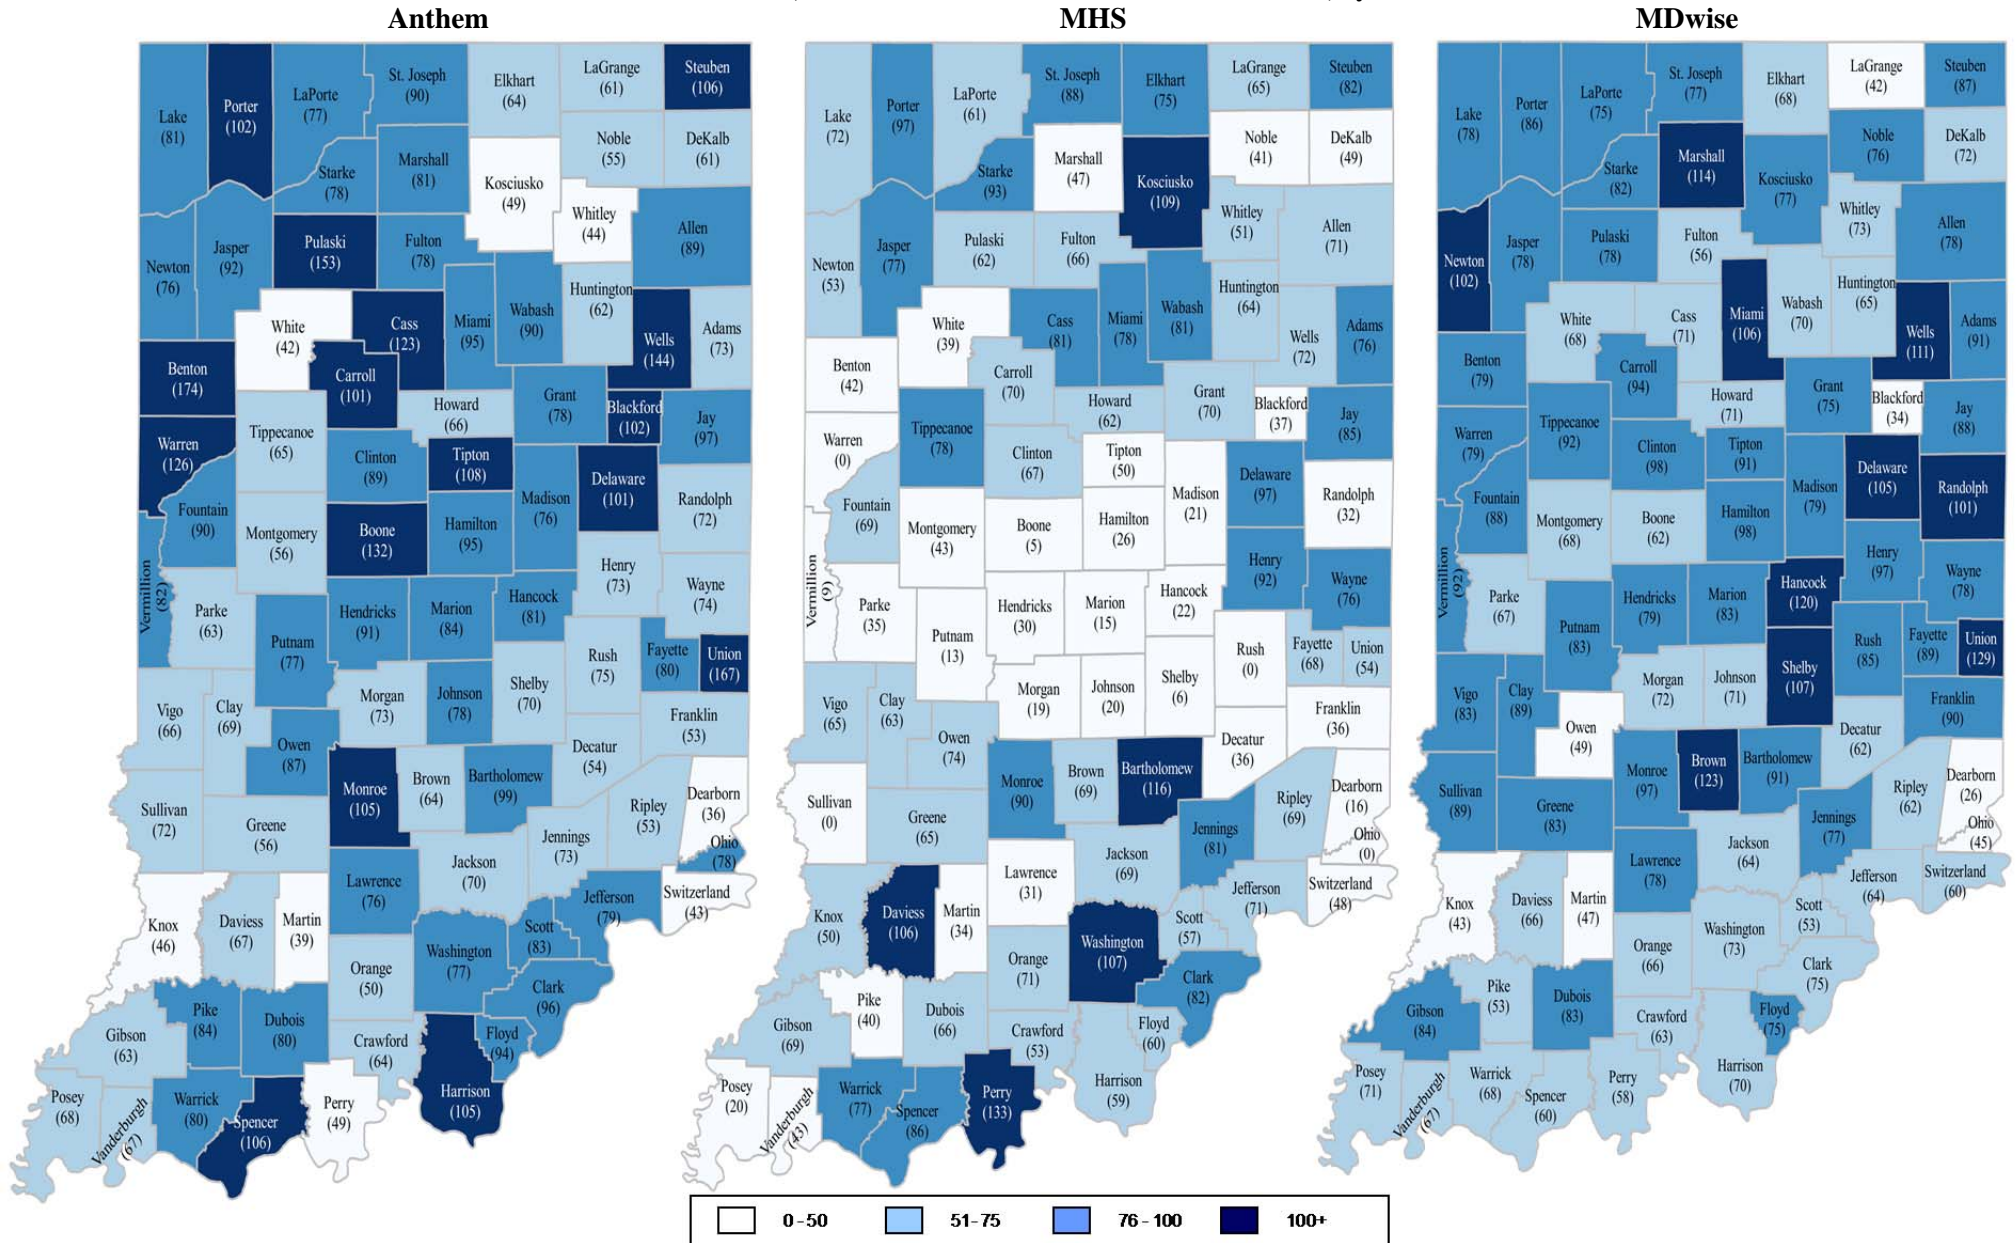 Anthem
Lake
(81)
Porter
(102)
LaPorte
(77)
St. Joseph
(90)
Elkhart
(64)
LaGrange
(61)
Steuben
(106)
Noble
(55)
DeKalb
(61)
Starke
(78)
Marshall
(81)
Kosciusko
(49)
Whitley
(44)
Allen
(89)
Newton
(76)
Jasper
(92)
Pulaski
(153)
Fulton
(78)
White
(42)
Cass
(123)
Miami
(95)
Wabash
(90)
Huntington
(62)
Wells
(144)
Adams
(73)
Benton
(174)
Carroll
(101)
Howard
(66)
Grant
(78)
Blackford
(102)
Jay
(97)
Warren
(126)
Tippecanoe
(65)
Clinton
(89)
Tipton
(108)
Madison
(76)
Delaware
(101)
Randolph
(72)
Fountain
(90)
Montgomery
(56)
Boone
(132)
Hamilton
(95)
Henry
(73)
Wayne
(74)
Vermillion
(82)
Parke
(63)
Putnam
(77)
Hendricks
(91)
Marion
(84)
Hancock
(81)
Rush
(75)
Fayette
(80)
Union
(167)
Vigo
(66)
Clay
(69)
Owen
(87)
Morgan
(73)
Johnson
(78)
Shelby
(70)
Decatur
(54)
Franklin
(53)
Sullivan
(72)
Greene
(56)
Monroe
(105)
Brown
(64)
Bartholomew
(99)
Jennings
(73)
Ripley
(53)
Dearborn
(36)
Ohio
(78)
Knox
(46)
Daviess
(67)
Martin
(39)
Lawrence
(76)
Jackson
(70)
Jefferson
(79)
Switzerland
(43)
Orange
(50)
Washington
(77)
Scott
(83)
Clark
(96)
Gibson
(63)
Pike
(84)
Dubois
(80)
Crawford
(64)
Floyd
(94)
Harrison
(105)
Posey
(68)
Vanderburgh
(67)
Warrick
(80)
Spencer
(106)
Perry
(49)
MHS
Lake
(72)
Porter
(97)
LaPorte
(61)
St. Joseph
(88)
Elkhart
(75)
LaGrange
(65)
Steuben
(82)
Noble
(41)
DeKalb
(49)
Starke
(93)
Marshall
(47)
Kosciusko
(109)
Whitley
(51)
Allen
(71)
Newton
(53)
Jasper
(77)
Pulaski
(62)
Fulton
(66)
White
(39)
Cass
(81)
Miami
(78)
Wabash
(81)
Huntington
(64)
Wells
(72)
Adams
(76)
Benton
(42)
Carroll
(70)
Howard
(62)
Grant
(70)
Blackford
(37)
Jay
(85)
Warren
(0)
Tippecanoe
(78)
Clinton
(67)
Tipton
(50)
Madison
(21)
Delaware
(97)
Randolph
(32)
Fountain
(69)
Montgomery
(43)
Boone
(5)
Hamilton
(26)
Henry
(92)
Wayne
(76)
Vermillion
(9)
Parke
(35)
Putnam
(13)
Hendricks
(30)
Marion
(15)
Hancock
(22)
Rush
(0)
Fayette
(68)
Union
(54)
Vigo
(65)
Clay
(63)
Owen
(74)
Morgan
(19)
Johnson
(20)
Shelby
(6)
Decatur
(36)
Franklin
(36)
Sullivan
(0)
Greene
(65)
Monroe
(90)
Brown
(69)
Bartholomew
(116)
Jennings
(81)
Ripley
(69)
Dearborn
(16)
Ohio
(0)
Knox
(50)
Daviess
(106)
Martin
(34)
Lawrence
(31)
Jackson
(69)
Jefferson
(71)
Switzerland
(48)
Orange
(71)
Washington
(107)
Scott
(57)
Clark
(82)
Gibson
(69)
Pike
(40)
Dubois
(66)
Crawford
(53)
Floyd
(60)
Harrison
(59)
Posey
(20)
Vanderburgh
(43)
Warrick
(77)
Spencer
(86)
Perry
(133)
MDwise
Lake
(78)
Porter
(86)
LaPorte
(75)
St. Joseph
(77)
Elkhart
(68)
LaGrange
(42)
Steuben
(87)
Noble
(76)
DeKalb
(72)
Starke
(82)
Marshall
(114)
Kosciusko
(77)
Whitley
(73)
Allen
(78)
Newton
(102)
Jasper
(78)
Pulaski
(78)
Fulton
(56)
White
(68)
Cass
(71)
Miami
(106)
Wabash
(70)
Huntington
(65)
Wells
(111)
Adams
(91)
Benton
(79)
Carroll
(94)
Howard
(71)
Grant
(75)
Blackford
(34)
Jay
(88)
Warren
(79)
Tippecanoe
(92)
Clinton
(98)
Tipton
(91)
Madison
(79)
Delaware
(105)
Randolph
(101)
Fountain
(88)
Montgomery
(68)
Boone
(62)
Hamilton
(98)
Henry
(97)
Wayne
(78)
Vermillion
(92)
Parke
(67)
Putnam
(83)
Hendricks
(79)
Marion
(83)
Hancock
(120)
Rush
(85)
Fayette
(89)
Union
(129)
Vigo
(83)
Clay
(89)
Owen
(49)
Morgan
(72)
Johnson
(71)
Shelby
(107)
Decatur
(62)
Franklin
(90)
Sullivan
(89)
Greene
(83)
Monroe
(97)
Brown
(123)
Bartholomew
(91)
Jennings
(77)
Ripley
(62)
Dearborn
(26)
Ohio
(45)
Knox
(43)
Daviess
(66)
Martin
(47)
Lawrence
(78)
Jackson
(64)
Jefferson
(64)
Switzerland
(60)
Orange
(66)
Washington
(73)
Scott
(53)
Clark
(75)
Gibson
(84)
Pike
(53)
Dubois
(83)
Crawford
(63)
Floyd
(75)
Harrison
(70)
Posey
(71)
Vanderburgh
(67)
Warrick
(68)
Spencer
(60)
Perry
(58)
0 - 50
51 - 75
76 - 100
100+